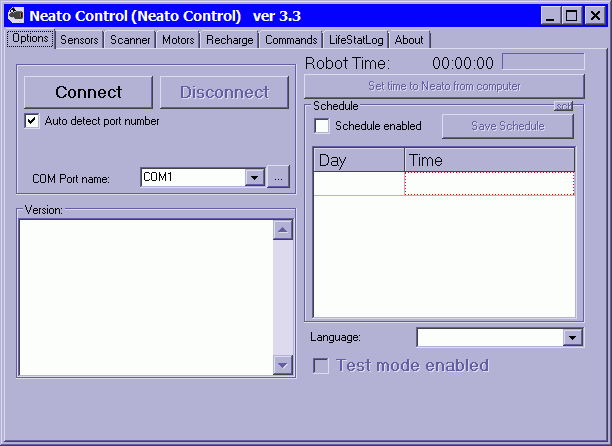 Neato Control (Neato Control) ver 3.3
Options Sensors Scanner Motors Recharge Commands LifeStatLog About
Connect Disconnect
Auto detect port number
COM Port name: COM1 ...
Version:
Robot Time: 00:00:00
Set time to Neato from computer
Schedule
Schedule enabled Save Schedule
Day Time
Language:
Test mode enabled